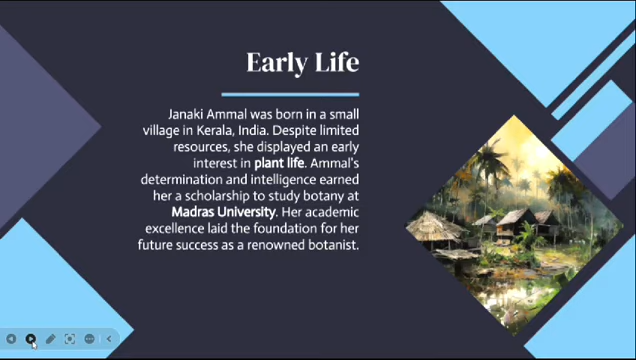 Early Life
Janaki Ammal was born in a small
village in Kerala, India. Despite limited
resources, she displayed an early
interest in plant life. Ammal's
determination and intelligence earned
her a scholarship to study botany at
Madras University. Her academic
excellence laid the foundation for her
future success as a renowned botanist.